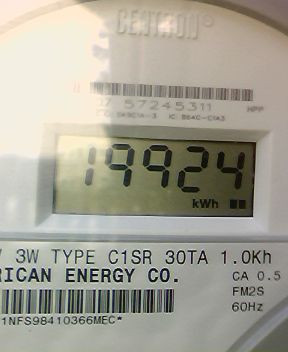 CENTRON®
57245311 HPP
19924
kWh
3W TYPE C1SR 30TA 1.0Kh
RICAN ENERGY CO. CA 0.5
FM2S
60Hz
1NFS98410366MEC*